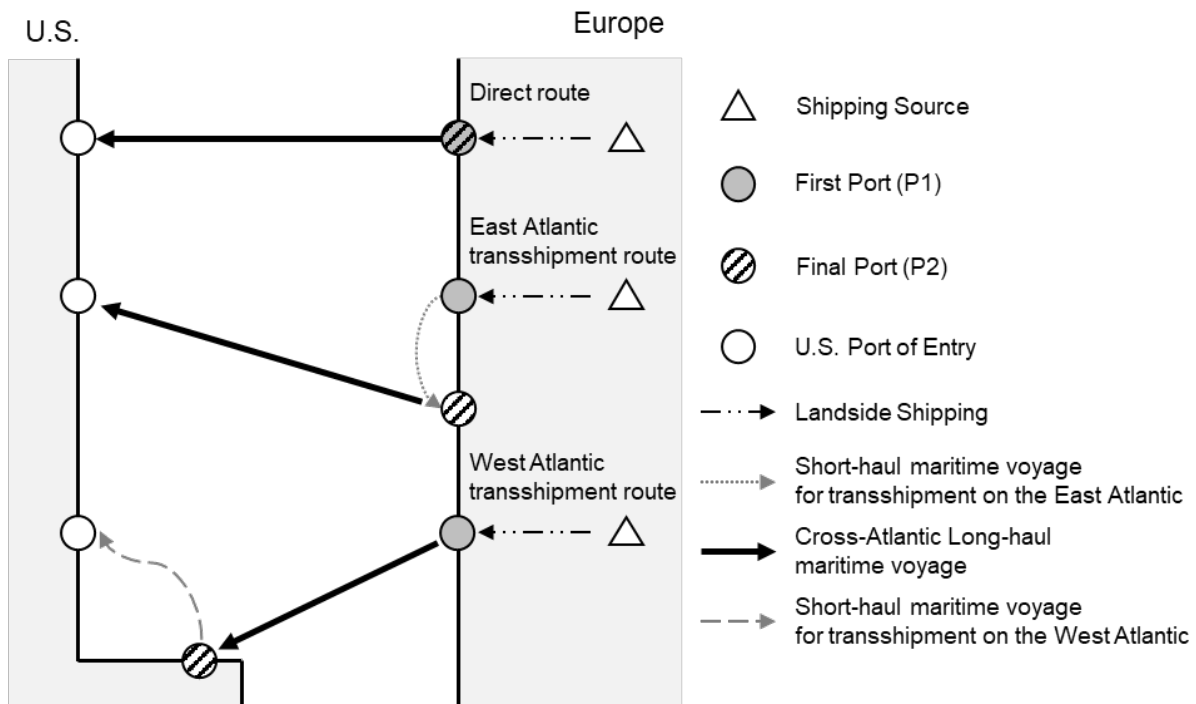 U.S.
Europe
Direct route
East Atlantic
transshipment route
West Atlantic
transshipment route
Shipping Source
First Port (P1)
Final Port (P2)
U.S. Port of Entry
Landside Shipping
Short-haul maritime voyage
for transshipment on the East Atlantic
Cross-Atlantic Long-haul
maritime voyage
Short-haul maritime voyage
for transshipment on the West Atlantic